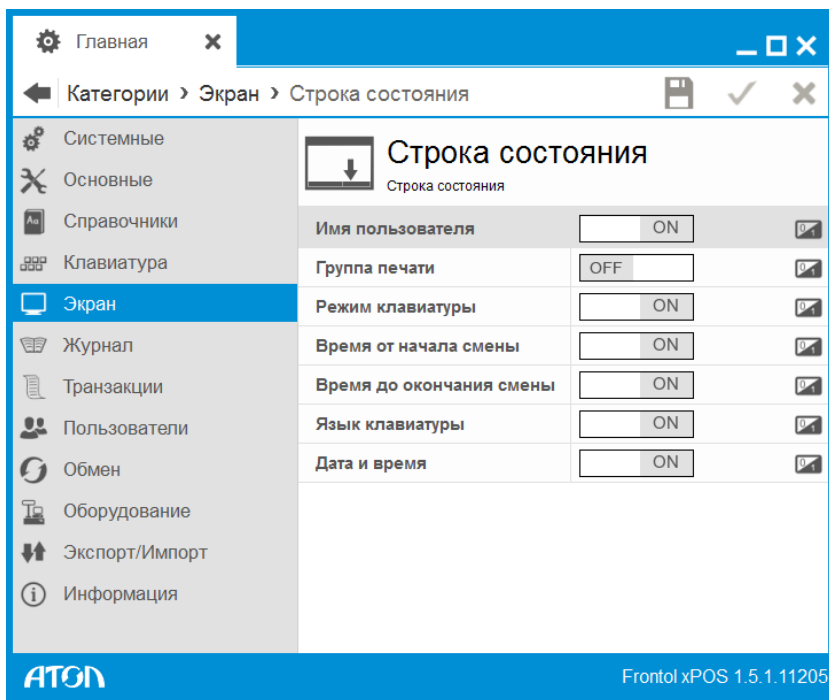 Главная
Категории › Экран › Строка состояния
Системные
Основные
Справочники
Клавиатура
Экран
Журнал
Транзакции
Пользователи
Обмен
Оборудование
Экспорт/Импорт
Информация
Строка состояния
Строка состояния
Имя пользователя ON
Группа печати OFF
Режим клавиатуры ON
Время от начала смены ON
Время до окончания смены ON
Язык клавиатуры ON
Дата и время ON
ATOL Frontol xPOS 1.5.1.11205